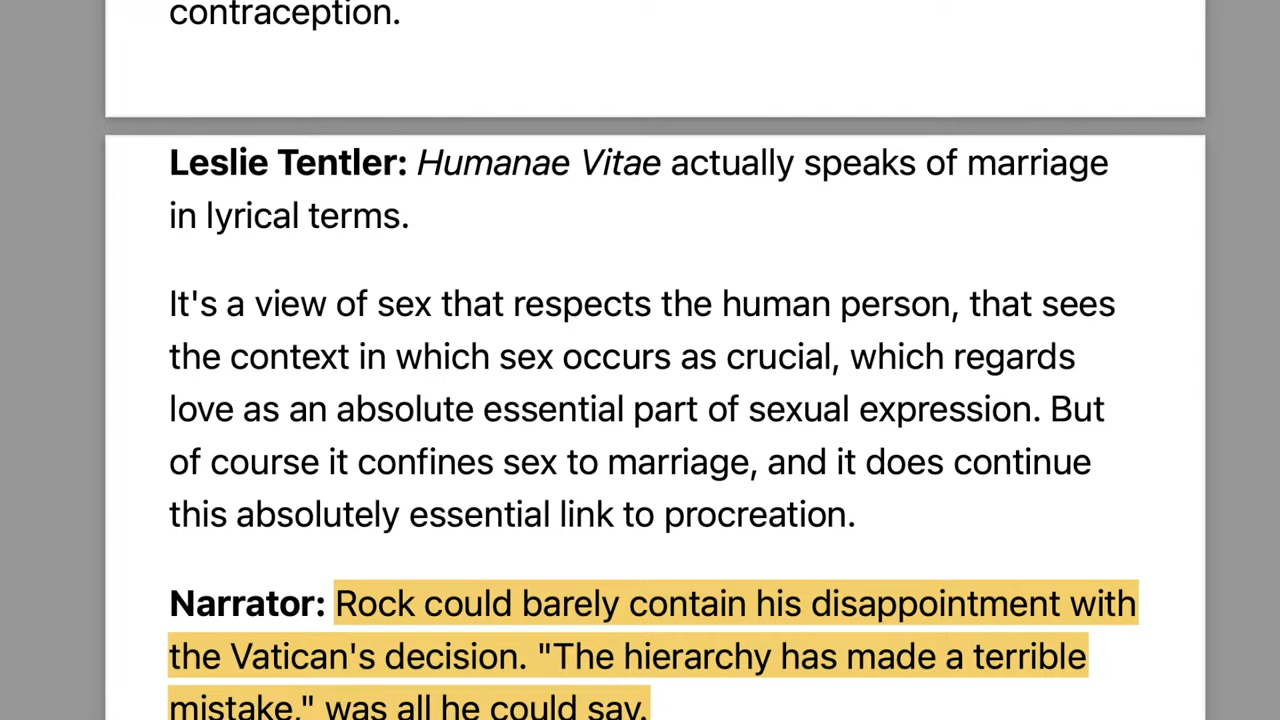 contraception.
Leslie Tentler: Humanae Vitae actually speaks of marriage
in lyrical terms.
It's a view of sex that respects the human person, that sees
the context in which sex occurs as crucial, which regards
love as an absolute essential part of sexual expression. But
of course it confines sex to marriage, and it does continue
this absolutely essential link to procreation.
Narrator: Rock could barely contain his disappointment with
the Vatican's decision. "The hierarchy has made a terrible
mistake," was all he could say.